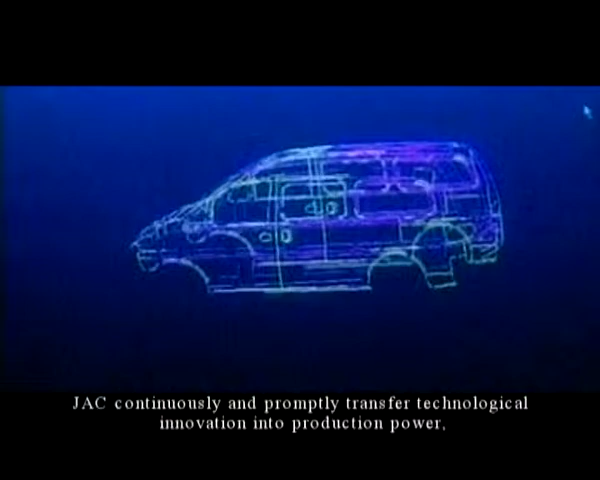 JAC continuously and promptly transfer technological
innovation into production power,